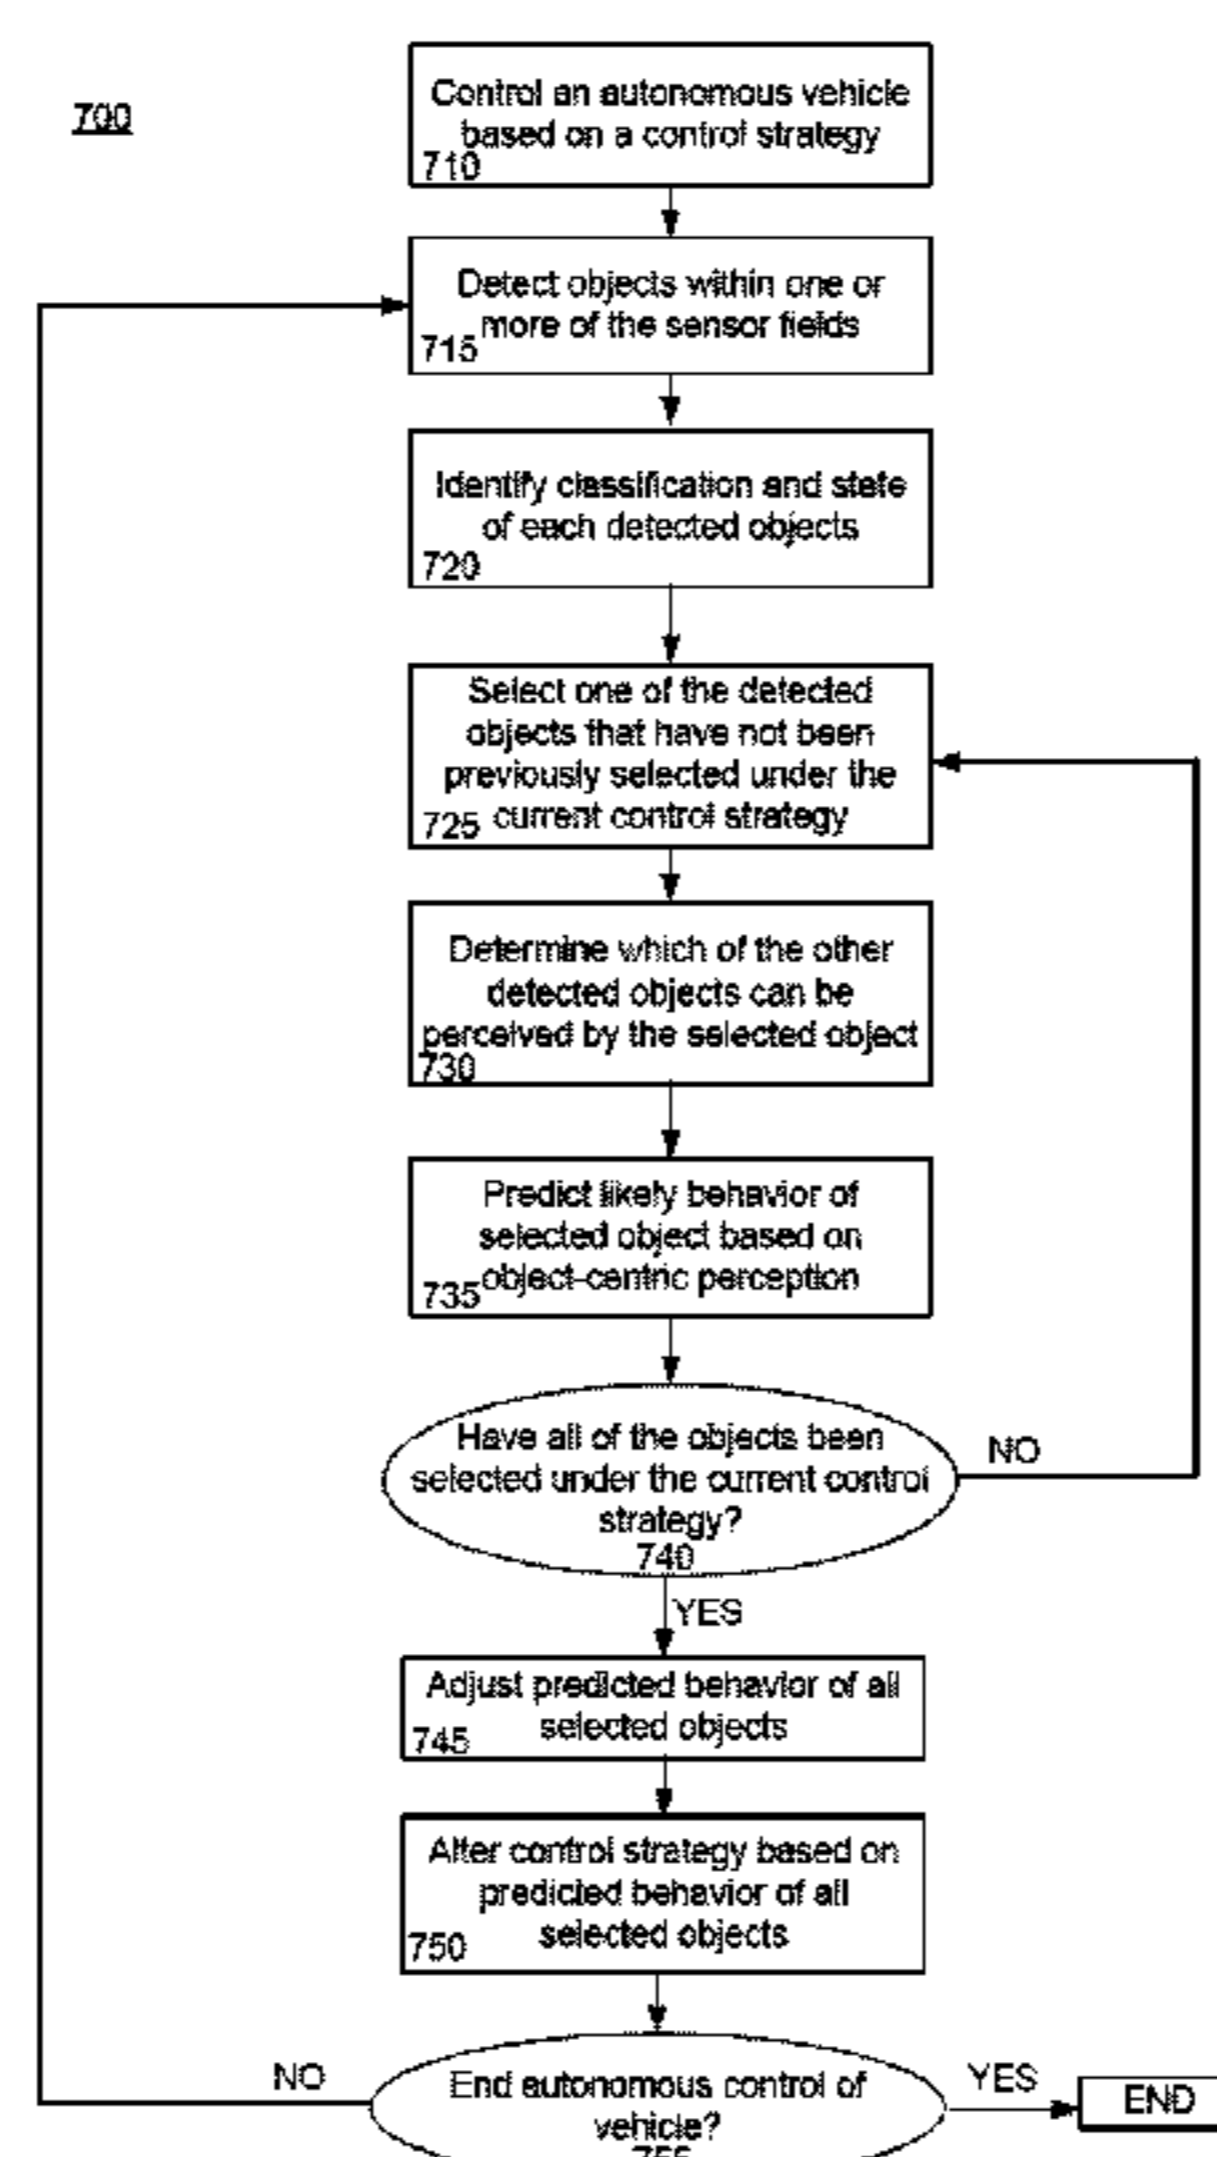 700
Control an autonomous vehicle
based on a control strategy
710
Detect objects within one or
more of the sensor fields
715
Identify classification and state
of each detected objects
720
Select one of the detected
objects that have not been
previously selected under the
725 current control strategy
Determine which of the other
detected objects can be
perceived by the selected object
730
Predict likely behavior of
selected object based on
735 object-centric perception
Have all of the objects been
selected under the current control
strategy?
740
NO
YES
Adjust predicted behavior of all
745 selected objects
Alter control strategy based on
predicted behavior of all
750 selected objects
NO
End autonomous control of
vehicle?
YES
END